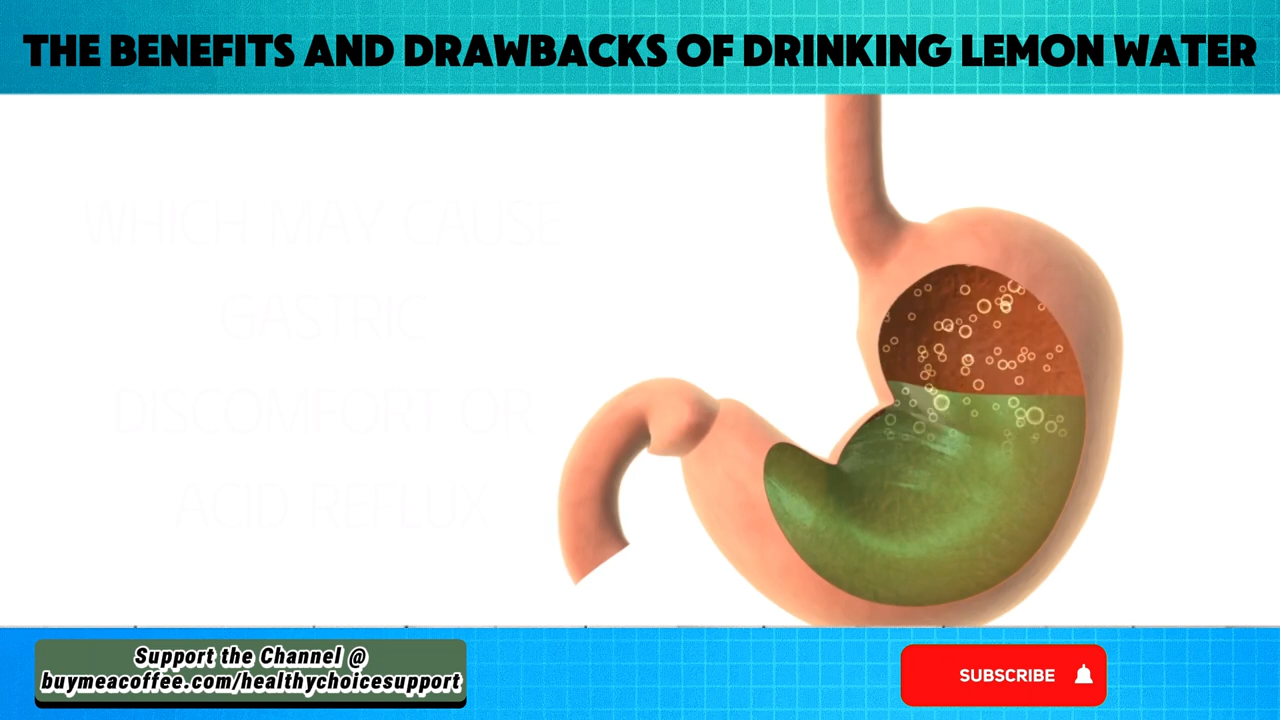 THE BENEFITS AND DRAWBACKS OF DRINKING LEMON WATER
WHICH MAY CAUSE
GASTRIC
DISCOMFORT OR
ACID REFLUX
Support the Channel @
buymeacoffee.com/healthychoicesupport
SUBSCRIBE